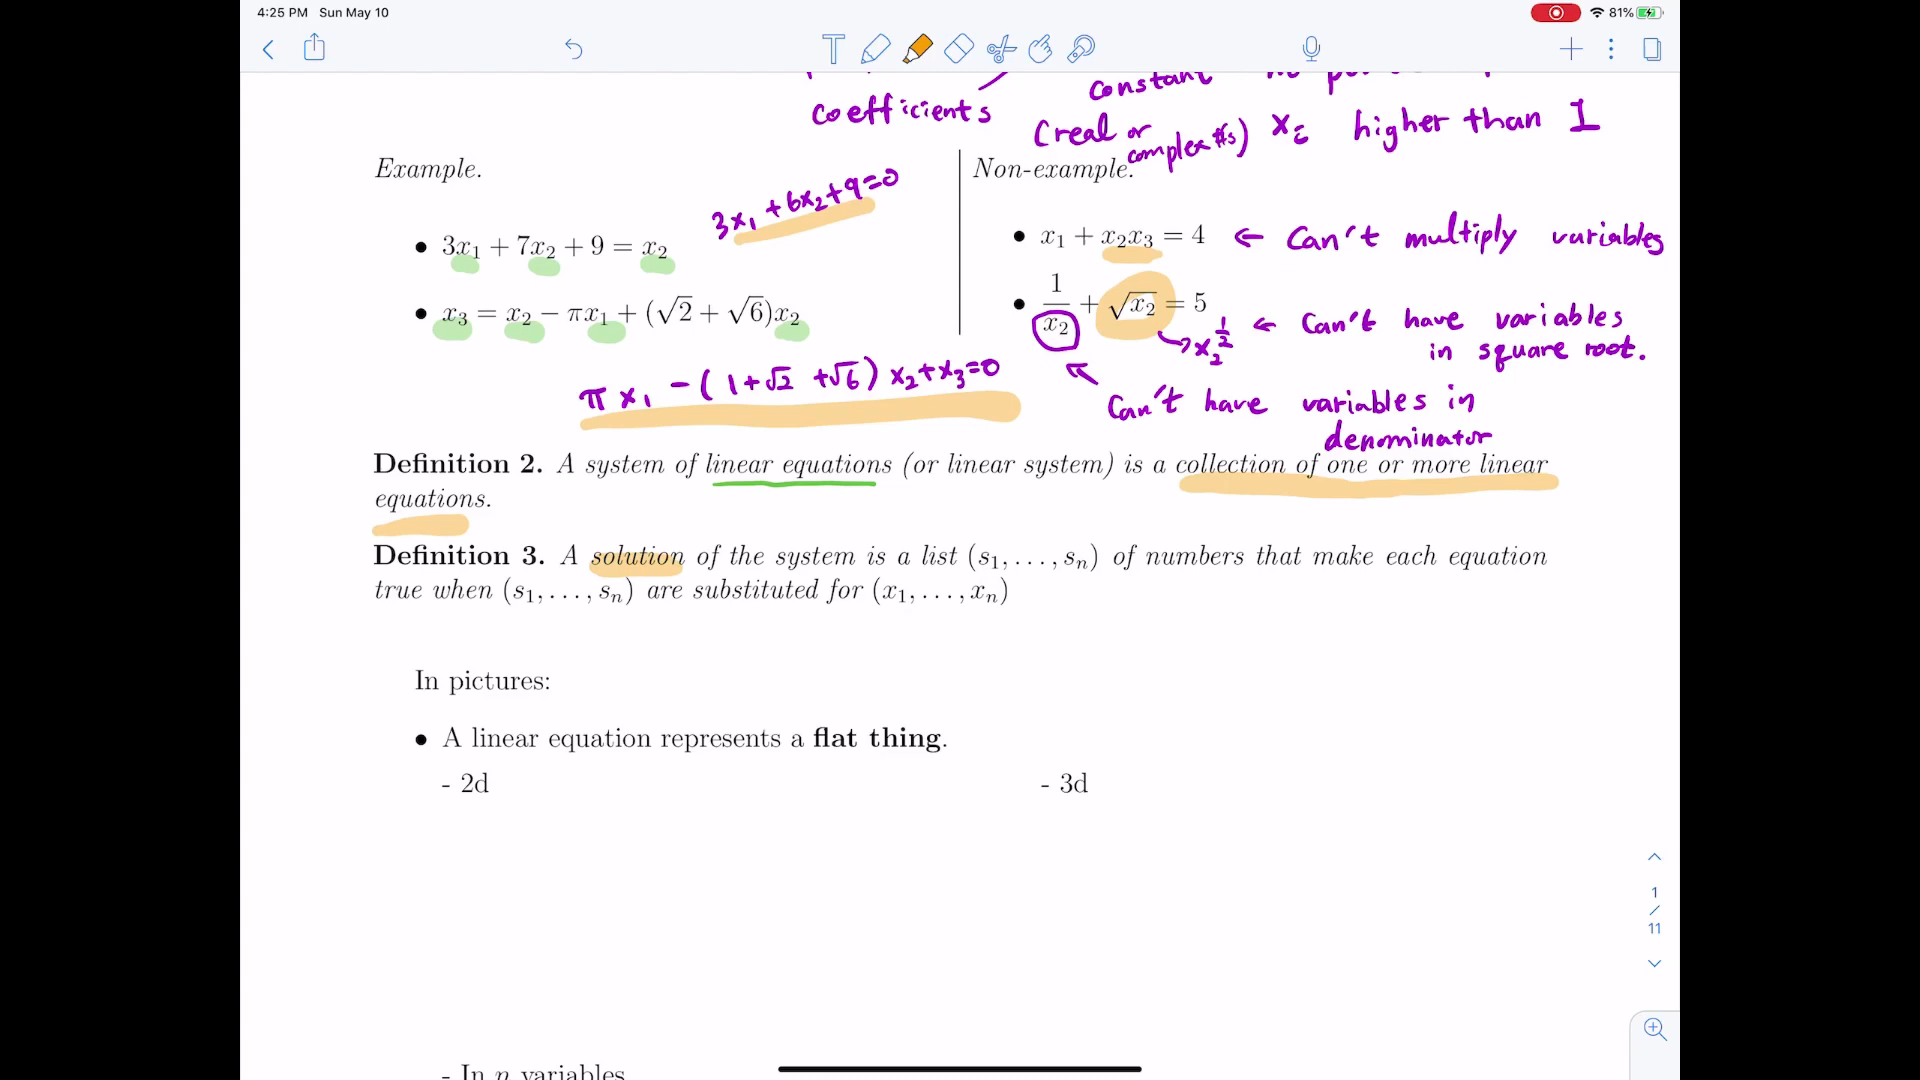 4:25 PM Sun May 10
81%
coefficients
constant
(real or complex #s) xᵢ higher than 1
Example.
Non-example.
3x₁ + 6x₂ + 9 = 0
• 3x₁ + 7x₂ + 9 = x₂
• x₁ + x₂x₃ = 4 ← Can't multiply variables
• x₃ = x₂ − πx₁ + (√2 + √6)x₂
• 1/x₂ + √x₂ = 5
→ x₂^½ ← Can't have variables
in square root.
πx₁ − (1+√2 + √6) x₂ + x₃ = 0
Can't have variables in
denominator
Definition 2. A system of linear equations (or linear system) is a collection of one or more linear
equations.
Definition 3. A solution of the system is a list (s₁, . . . , sₙ) of numbers that make each equation
true when (s₁, . . . , sₙ) are substituted for (x₁, . . . , xₙ)
In pictures:
• A linear equation represents a flat thing.
- 2d
- 3d
1
/
11
- In n variables